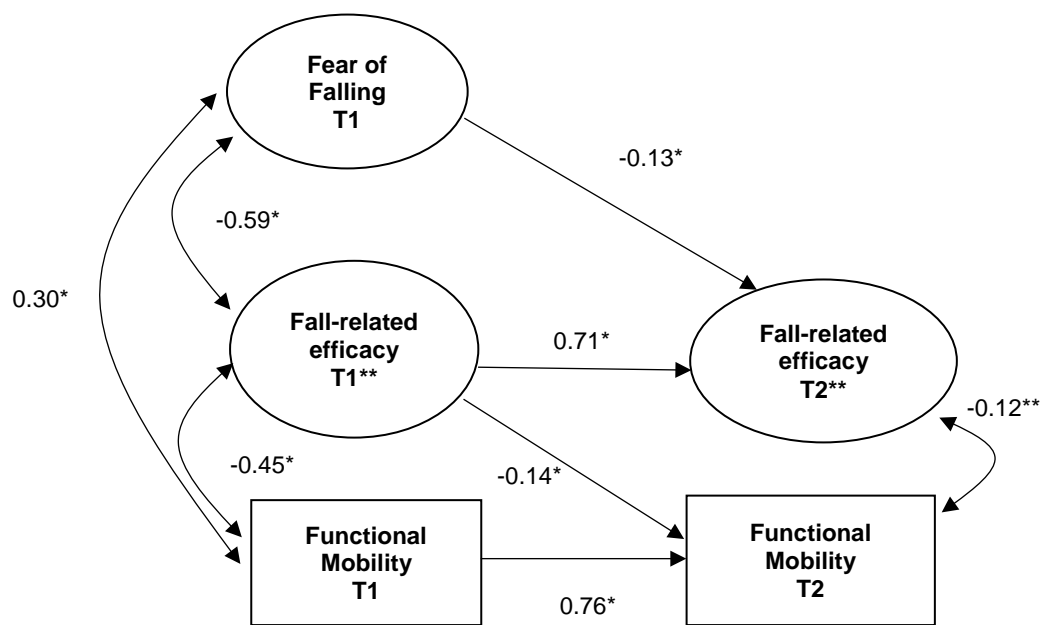 Fear of
Falling
T1
-0.13*
-0.59*
0.30*
Fall-related
efficacy
T1**
0.71*
Fall-related
efficacy
T2**
-0.12**
-0.45*
-0.14*
Functional
Mobility
T1
0.76*
Functional
Mobility
T2